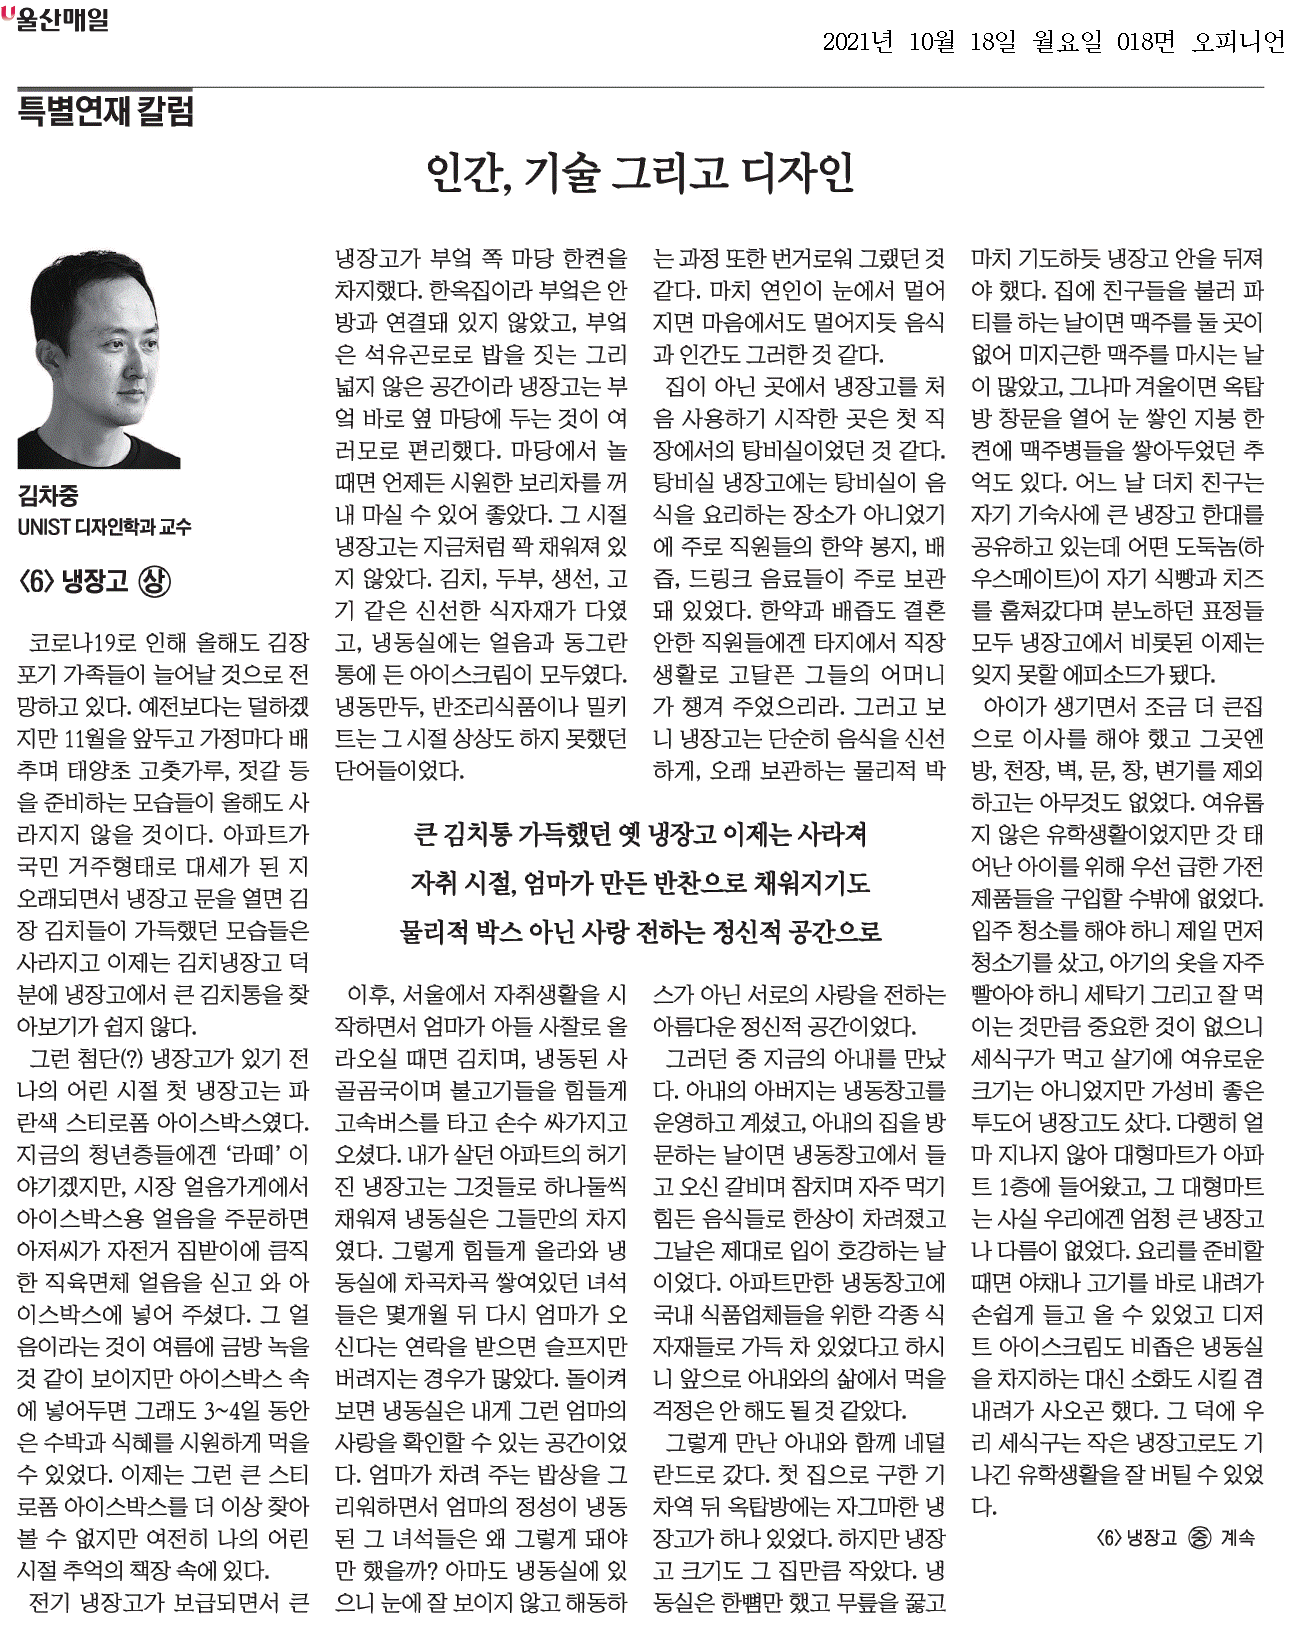 울산매일
2021년 10월 18일 월요일 018면 오피니언
특별연재 칼럼
인간, 기술 그리고 디자인
김차중
UNIST 디자인학과 교수
<6> 냉장고 ㊤
코로나19로 인해 올해도 김장
포기 가족들이 늘어날 것으로 전
망하고 있다. 예전보다는 덜하겠
지만 11월을 앞두고 가정마다 배
추며 태양초 고춧가루, 젓갈 등
을 준비하는 모습들이 올해도 사
라지지 않을 것이다. 아파트가
국민 거주형태로 대세가 된 지
오래되면서 냉장고 문을 열면 김
장 김치들이 가득했던 모습들은
사라지고 이제는 김치냉장고 덕
분에 냉장고에서 큰 김치통을 찾
아보기가 쉽지 않다.
그런 첨단(?) 냉장고가 있기 전
나의 어린 시절 첫 냉장고는 파
란색 스티로폼 아이스박스였다.
지금의 청년층들에겐 ‘라떼’ 이
야기겠지만, 시장 얼음가게에서
아이스박스용 얼음을 주문하면
아저씨가 자전거 짐받이에 큼직
한 직육면체 얼음을 싣고 와 아
이스박스에 넣어 주셨다. 그 얼
음이라는 것이 여름에 금방 녹을
것 같이 보이지만 아이스박스 속
에 넣어두면 그래도 3~4일 동안
은 수박과 식혜를 시원하게 먹을
수 있었다. 이제는 그런 큰 스티
로폼 아이스박스를 더 이상 찾아
볼 수 없지만 여전히 나의 어린
시절 추억의 책장 속에 있다.
전기 냉장고가 보급되면서 큰
냉장고가 부엌 쪽 마당 한켠을
차지했다. 한옥집이라 부엌은 안
방과 연결돼 있지 않았고, 부엌
은 석유곤로로 밥을 짓는 그리
넓지 않은 공간이라 냉장고는 부
엌 바로 옆 마당에 두는 것이 여
러모로 편리했다. 마당에서 놀
때면 언제든 시원한 보리차를 꺼
내 마실 수 있어 좋았다. 그 시절
냉장고는 지금처럼 꽉 채워져 있
지 않았다. 김치, 두부, 생선, 고
기 같은 신선한 식자재가 다였
고, 냉동실에는 얼음과 동그란
통에 든 아이스크림이 모두였다.
냉동만두, 반조리식품이나 밀키
트는 그 시절 상상도 하지 못했던
단어들이었다.
큰 김치통 가득했던 옛 냉장고 이제는 사라져
자취 시절, 엄마가 만든 반찬으로 채워지기도
물리적 박스 아닌 사랑 전하는 정신적 공간으로
이후, 서울에서 자취생활을 시
작하면서 엄마가 아들 사찰로 올
라오실 때면 김치며, 냉동된 사
골곰국이며 불고기들을 힘들게
고속버스를 타고 손수 싸가지고
오셨다. 내가 살던 아파트의 허기
진 냉장고는 그것들로 하나둘씩
채워져 냉동실은 그들만의 차지
였다. 그렇게 힘들게 올라와 냉
동실에 차곡차곡 쌓여있던 녀석
들은 몇개월 뒤 다시 엄마가 오
신다는 연락을 받으면 슬프지만
버려지는 경우가 많았다. 돌이켜
보면 냉동실은 내게 그런 엄마의
사랑을 확인할 수 있는 공간이었
다. 엄마가 차려 주는 밥상을 그
리워하면서 엄마의 정성이 냉동
된 그 녀석들은 왜 그렇게 돼야
만 했을까? 아마도 냉동실에 있
으니 눈에 잘 보이지 않고 해동하
는 과정 또한 번거로워 그랬던 것
같다. 마치 연인이 눈에서 멀어
지면 마음에서도 멀어지듯 음식
과 인간도 그러한 것 같다.
집이 아닌 곳에서 냉장고를 처
음 사용하기 시작한 곳은 첫 직
장에서의 탕비실이었던 것 같다.
탕비실 냉장고에는 탕비실이 음
식을 요리하는 장소가 아니었기
에 주로 직원들의 한약 봉지, 배
즙, 드링크 음료들이 주로 보관
돼 있었다. 한약과 배즙도 결혼
안한 직원들에겐 타지에서 직장
생활로 고달픈 그들의 어머니
가 챙겨 주었으리라. 그러고 보
니 냉장고는 단순히 음식을 신선
하게, 오래 보관하는 물리적 박
스가 아닌 서로의 사랑을 전하는
아름다운 정신적 공간이었다.
그러던 중 지금의 아내를 만났
다. 아내의 아버지는 냉동창고를
운영하고 계셨고, 아내의 집을 방
문하는 날이면 냉동창고에서 들
고 오신 갈비며 참치며 자주 먹기
힘든 음식들로 한상이 차려졌고
그날은 제대로 입이 호강하는 날
이었다. 아파트만한 냉동창고에
국내 식품업체들을 위한 각종 식
자재들로 가득 차 있었다고 하시
니 앞으로 아내와의 삶에서 먹을
걱정은 안 해도 될 것 같았다.
그렇게 만난 아내와 함께 네덜
란드로 갔다. 첫 집으로 구한 기
차역 뒤 옥탑방에는 자그마한 냉
장고가 하나 있었다. 하지만 냉장
고 크기도 그 집만큼 작았다. 냉
동실은 한뼘만 했고 무릎을 꿇고
마치 기도하듯 냉장고 안을 뒤져
야 했다. 집에 친구들을 불러 파
티를 하는 날이면 맥주를 둘 곳이
없어 미지근한 맥주를 마시는 날
이 많았고, 그나마 겨울이면 옥탑
방 창문을 열어 눈 쌓인 지붕 한
켠에 맥주병들을 쌓아두었던 추
억도 있다. 어느 날 더치 친구는
자기 기숙사에 큰 냉장고 한대를
공유하고 있는데 어떤 도둑놈(하
우스메이트)이 자기 식빵과 치즈
를 훔쳐갔다며 분노하던 표정들
모두 냉장고에서 비롯된 이제는
잊지 못할 에피소드가 됐다.
아이가 생기면서 조금 더 큰집
으로 이사를 해야 했고 그곳엔
방, 천장, 벽, 문, 창, 변기를 제외
하고는 아무것도 없었다. 여유롭
지 않은 유학생활이었지만 갓 태
어난 아이를 위해 우선 급한 가전
제품들을 구입할 수밖에 없었다.
입주 청소를 해야 하니 제일 먼저
청소기를 샀고, 아기의 옷을 자주
빨아야 하니 세탁기 그리고 잘 먹
이는 것만큼 중요한 것이 없으니
세식구가 먹고 살기에 여유로운
크기는 아니었지만 가성비 좋은
투도어 냉장고도 샀다. 다행히 얼
마 지나지 않아 대형마트가 아파
트 1층에 들어왔고, 그 대형마트
는 사실 우리에겐 엄청 큰 냉장고
나 다름이 없었다. 요리를 준비할
때면 야채나 고기를 바로 내려가
손쉽게 들고 올 수 있었고 디저
트 아이스크림도 비좁은 냉동실
을 차지하는 대신 소화도 시킬 겸
내려가 사오곤 했다. 그 덕에 우
리 세식구는 작은 냉장고로도 기
나긴 유학생활을 잘 버틸 수 있었
다.
<6> 냉장고 ㊥ 계속